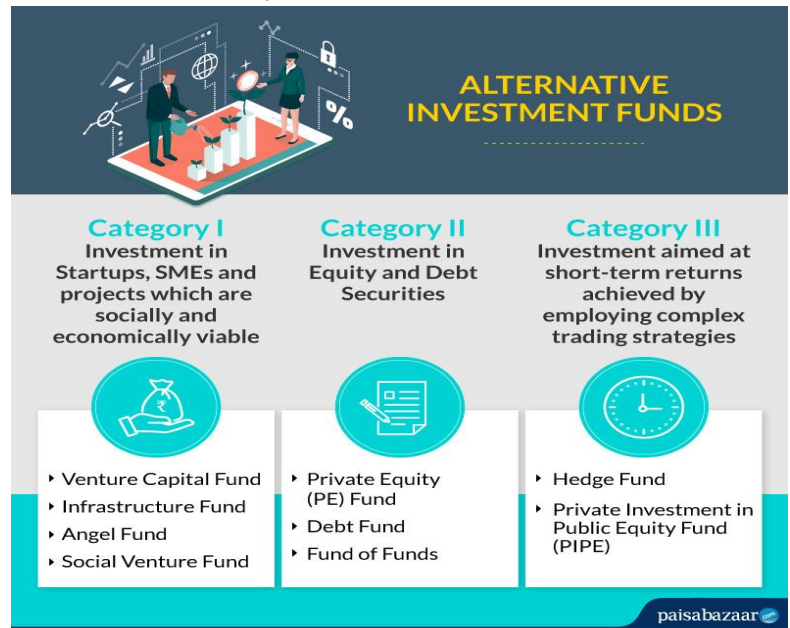 ALTERNATIVE
INVESTMENT FUNDS
%
Category I
Investment in
Startups, SMEs and
projects which are
socially and
economically viable
₹
‣ Venture Capital Fund
‣ Infrastructure Fund
‣ Angel Fund
‣ Social Venture Fund
Category II
Investment in
Equity and Debt
Securities
‣ Private Equity
(PE) Fund
‣ Debt Fund
‣ Fund of Funds
Category III
Investment aimed at
short-term returns
achieved by
employing complex
trading strategies
‣ Hedge Fund
‣ Private Investment in
Public Equity Fund
(PIPE)
paisabazaar.com